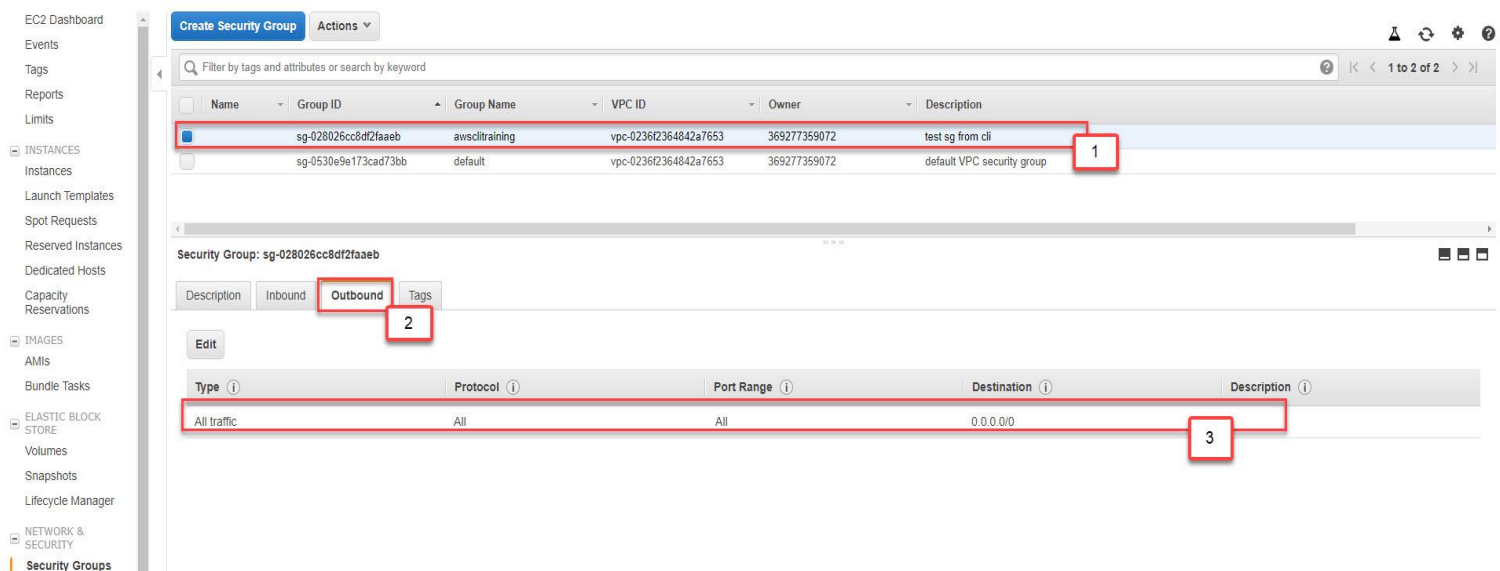 EC2 Dashboard
Events
Tags
Reports
Limits
INSTANCES
Instances
Launch Templates
Spot Requests
Reserved Instances
Dedicated Hosts
Capacity
Reservations
IMAGES
AMIs
Bundle Tasks
ELASTIC BLOCK
STORE
Volumes
Snapshots
Lifecycle Manager
NETWORK &
SECURITY
Security Groups
Create Security Group Actions
Filter by tags and attributes or search by keyword 1 to 2 of 2
Name Group ID Group Name VPC ID Owner Description
sg-028026cc8df2faaeb awsclitraining vpc-0236f2364842a7653 369277359072 test sg from cli
1
sg-0530e9e173cad73bb default vpc-0236f2364842a7653 369277359072 default VPC security group
Security Group: sg-028026cc8df2faaeb
Description Inbound Outbound Tags
2
Edit
Type Protocol Port Range Destination Description
All traffic All All 0.0.0.0/0
3